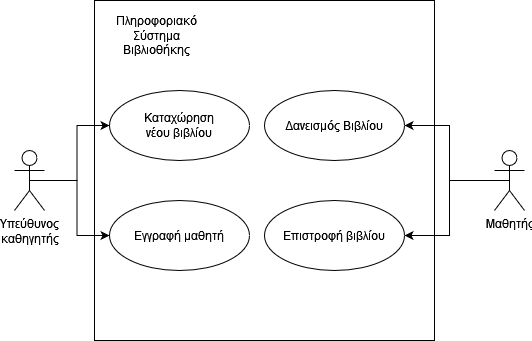 Πληροφοριακό
Σύστημα
Βιβλιοθήκης
Καταχώρηση
νέου βιβλίου
Δανεισμός Βιβλίου
Υπεύθυνος
καθηγητής
Εγγραφή μαθητή
Επιστροφή βιβλίου
Μαθητής